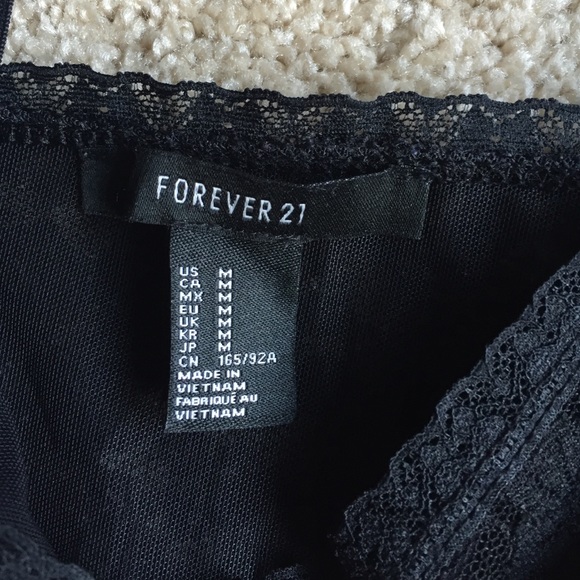 FOREVER 21
US M
CA M
MX M
EU M
UK M
KR M
JP M
CN 165/92A
MADE IN
VIETNAM
FABRIQUÉ AU
VIETNAM